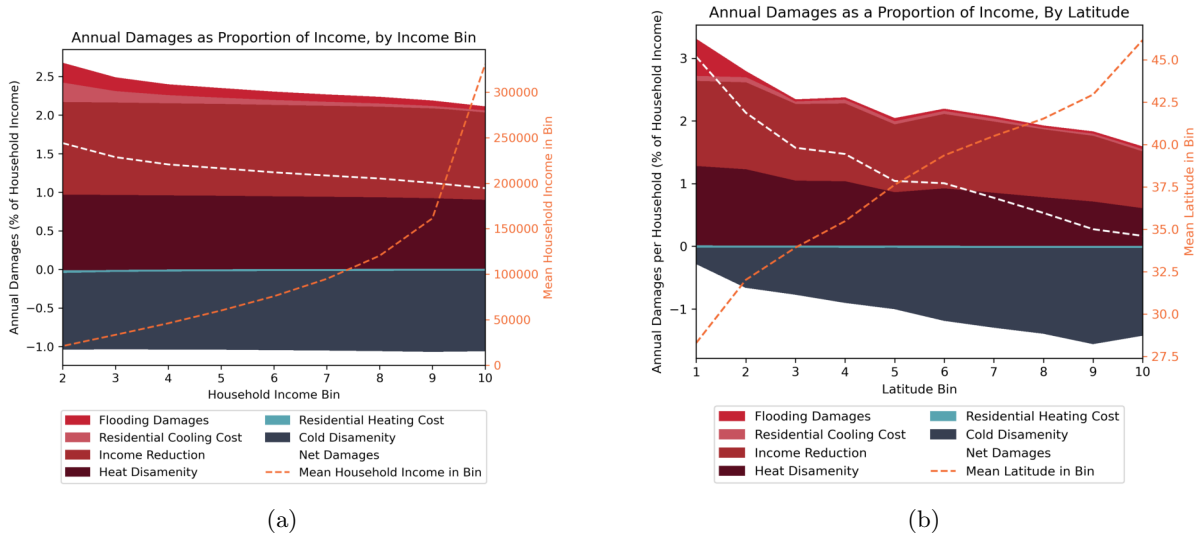 Annual Damages as Proportion of Income, by Income Bin
Annual Damages (% of Household Income)
2.5
2.0
1.5
1.0
0.5
0.0
−0.5
−1.0
2 3 4 5 6 7 8 9 10
Household Income Bin
300000
250000
200000
150000
100000
50000
0
Mean Household Income in Bin
Flooding Damages
Residential Cooling Cost
Income Reduction
Heat Disamenity
Residential Heating Cost
Cold Disamenity
Net Damages
Mean Household Income in Bin
(a)
Annual Damages as a Proportion of Income, By Latitude
Annual Damages per Household (% of Household Income)
3
2
1
0
−1
1 2 3 4 5 6 7 8 9 10
Latitude Bin
45.0
42.5
40.0
37.5
35.0
32.5
30.0
27.5
Mean Latitude in Bin
Flooding Damages
Residential Cooling Cost
Income Reduction
Heat Disamenity
Residential Heating Cost
Cold Disamenity
Net Damages
Mean Latitude in Bin
(b)